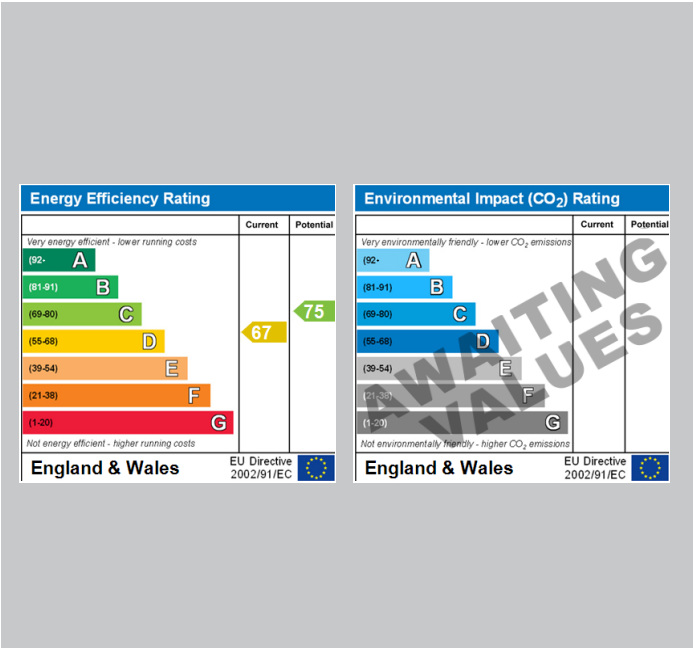 Energy Efficiency Rating
Current Potential
Very energy efficient - lower running costs
(92- A
(81-91) B
(69-80) C
75
(55-68) D
67
(39-54) E
(21-38) F
(1-20) G
Not energy efficient - higher running costs
England & Wales
EU Directive
2002/91/EC
Environmental Impact (CO2) Rating
Current Potential
Very environmentally friendly - lower CO2 emissions
(92- A
(81-91) B
(69-80) C
(55-68) D
(39-54) E
(21-38) F
(1-20) G
AWAITING
VALUES
Not environmentally friendly - higher CO2 emissions
England & Wales
EU Directive
2002/91/EC